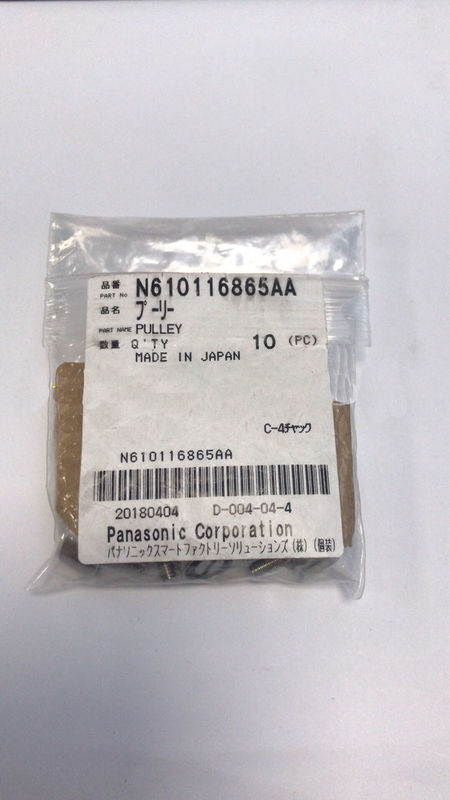 品番 N610116865AA
PART No
品名 プーリー
PART NAME PULLEY
数量 Q'TY 10 (PC)
MADE IN JAPAN
C-4チャック
N610116865AA
20180404 D-004-04-4
Panasonic Corporation
パナソニックスマートファクトリーソリューションズ(株)(個装)